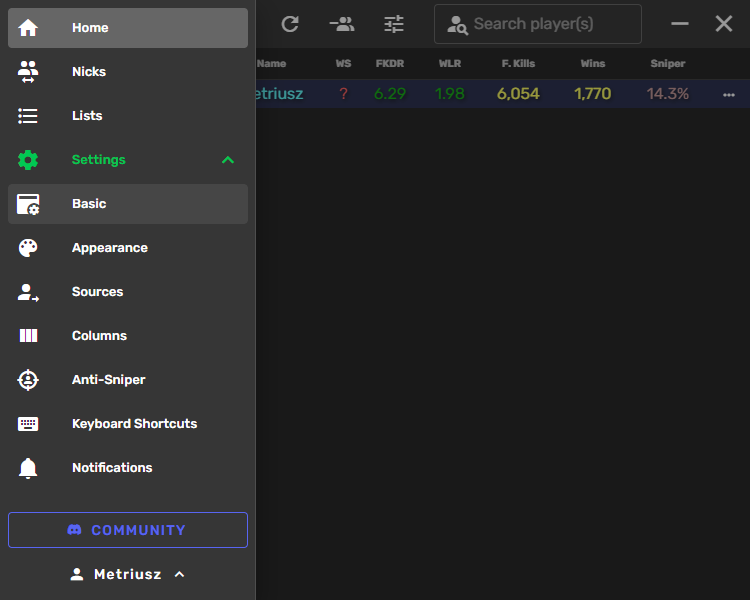 Home
Search player(s)
Nicks
Name WS FKDR WLR F. Kills Wins Sniper
etriusz ? 6.29 1.98 6,054 1,770 14.3%
Lists
Settings
Basic
Appearance
Sources
Columns
Anti-Sniper
Keyboard Shortcuts
Notifications
COMMUNITY
Metriusz